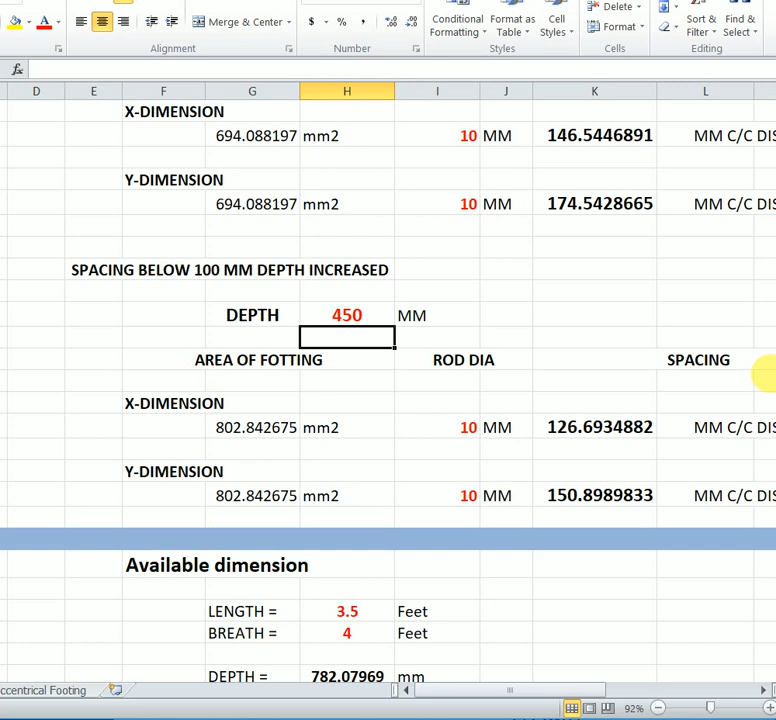 Merge & Center
$ % ,
Conditional Formatting
Format as Table
Cell Styles
Delete
Format
Sort & Filter
Find & Select
Alignment Number Styles Cells Editing
fx
D E F G H I J K L
X-DIMENSION
694.088197 mm2 10 MM 146.5446891 MM C/C DIS
Y-DIMENSION
694.088197 mm2 10 MM 174.5428665 MM C/C DIS
SPACING BELOW 100 MM DEPTH INCREASED
DEPTH 450 MM
AREA OF FOTTING ROD DIA SPACING
X-DIMENSION
802.842675 mm2 10 MM 126.6934882 MM C/C DIS
Y-DIMENSION
802.842675 mm2 10 MM 150.8989833 MM C/C DIS
Available dimension
LENGTH = 3.5 Feet
BREATH = 4 Feet
DEPTH = 782.07969 mm
ccentrical Footing
92%